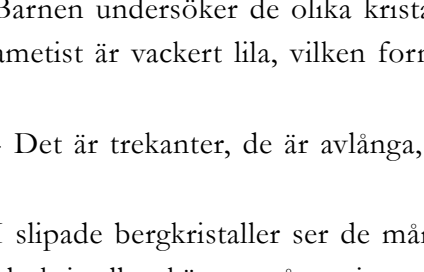 Barnen undersöker de olika
ametist är vackert lila, vilken
- Det är trekanter, de är avlånga,
I slipade bergkristaller ser de